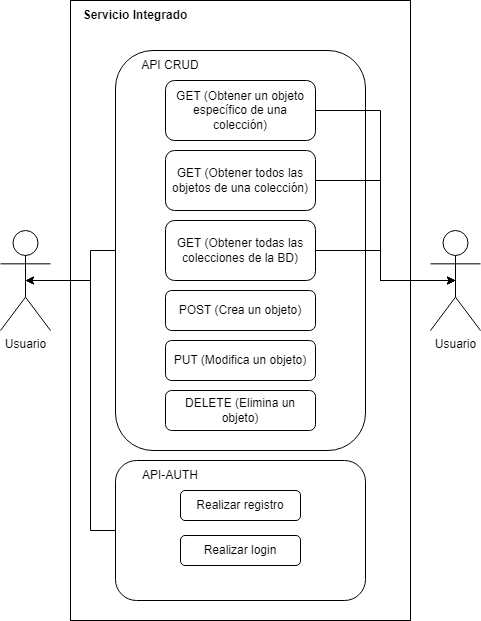 Servicio Integrado
API CRUD
GET (Obtener un objeto
específico de una
colección)
GET (Obtener todos las
objetos de una colección)
GET (Obtener todas las
colecciones de la BD)
POST (Crea un objeto)
PUT (Modifica un objeto)
DELETE (Elimina un
objeto)
Usuario
Usuario
API-AUTH
Realizar registro
Realizar login